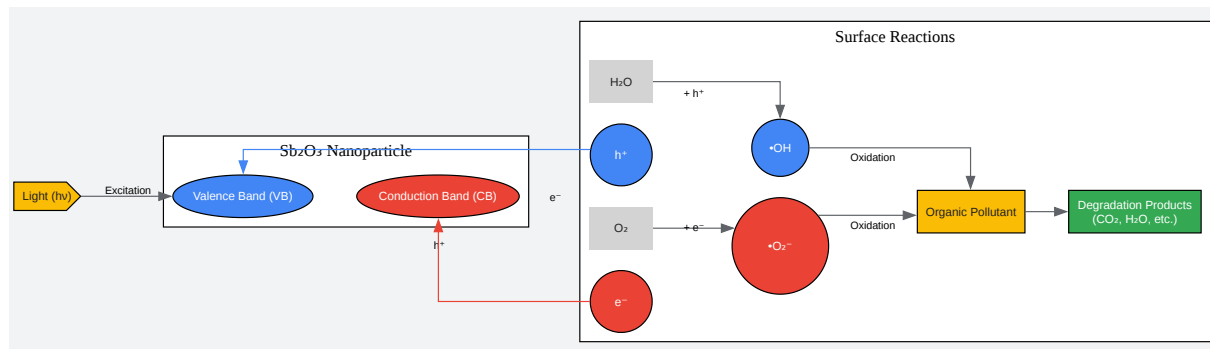 Surface Reactions
H₂O
+ h⁺
Sb₂O₃ Nanoparticle
h⁺
•OH
Oxidation
Light (hν)
Excitation
Valence Band (VB)
Conduction Band (CB)
e⁻
h⁺
O₂
+ e⁻
•O₂⁻
Oxidation
Organic Pollutant
Degradation Products
(CO₂, H₂O, etc.)
e⁻